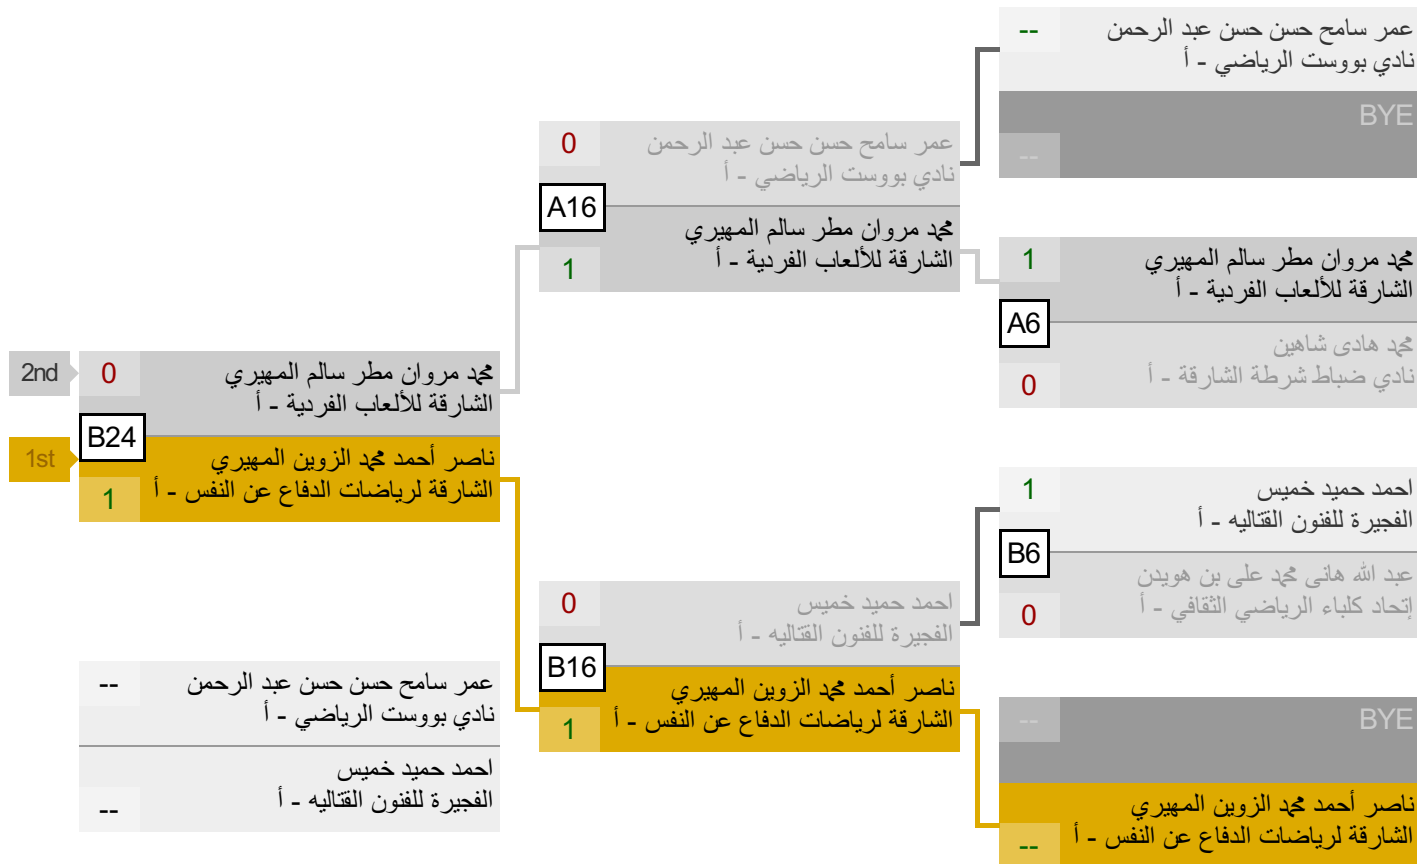 عمر سامح حسن حسن عبد الرحمن
نادي بووست الرياضي - أ
--
BYE
--
عمر سامح حسن حسن عبد الرحمن
نادي بووست الرياضي - أ
0
A16
محمد مروان مطر سالم المهيري
الشارقة للألعاب الفردية - أ
1
محمد مروان مطر سالم المهيري
الشارقة للألعاب الفردية - أ
1
A6
محمد هادى شاهين
نادي ضباط شرطة الشارقة - أ
0
2nd
0
محمد مروان مطر سالم المهيري
الشارقة للألعاب الفردية - أ
B24
1st
ناصر أحمد محمد الزوين المهيري
الشارقة لرياضات الدفاع عن النفس - أ
1
احمد حميد خميس
الفجيرة للفنون القتاليه - أ
1
B6
عبد الله هانى محمد على بن هويدن
إتحاد كلباء الرياضي الثقافي - أ
0
احمد حميد خميس
الفجيرة للفنون القتاليه - أ
0
B16
ناصر أحمد محمد الزوين المهيري
الشارقة لرياضات الدفاع عن النفس - أ
1
عمر سامح حسن حسن عبد الرحمن
نادي بووست الرياضي - أ
--
احمد حميد خميس
الفجيرة للفنون القتاليه - أ
--
BYE
--
ناصر أحمد محمد الزوين المهيري
الشارقة لرياضات الدفاع عن النفس - أ
--